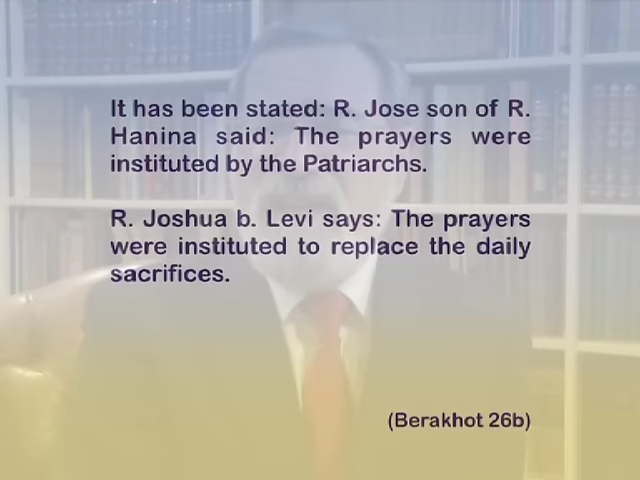 It has been stated: R. Jose son of R.
Hanina said: The prayers were
instituted by the Patriarchs.
R. Joshua b. Levi says: The prayers
were instituted to replace the daily
sacrifices.
(Berakhot 26b)